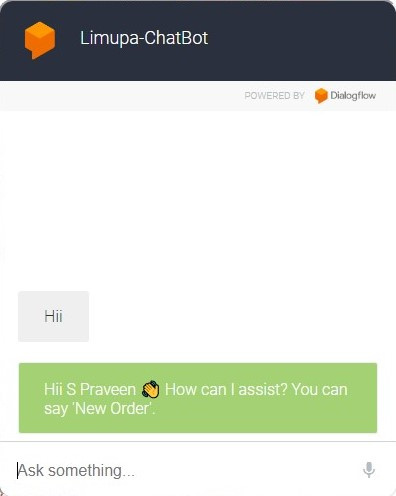 Limupa-ChatBot
POWERED BY Dialogflow
Hii
Hii S Praveen 👏 How can I assist? You can
say 'New Order'.
Ask something...